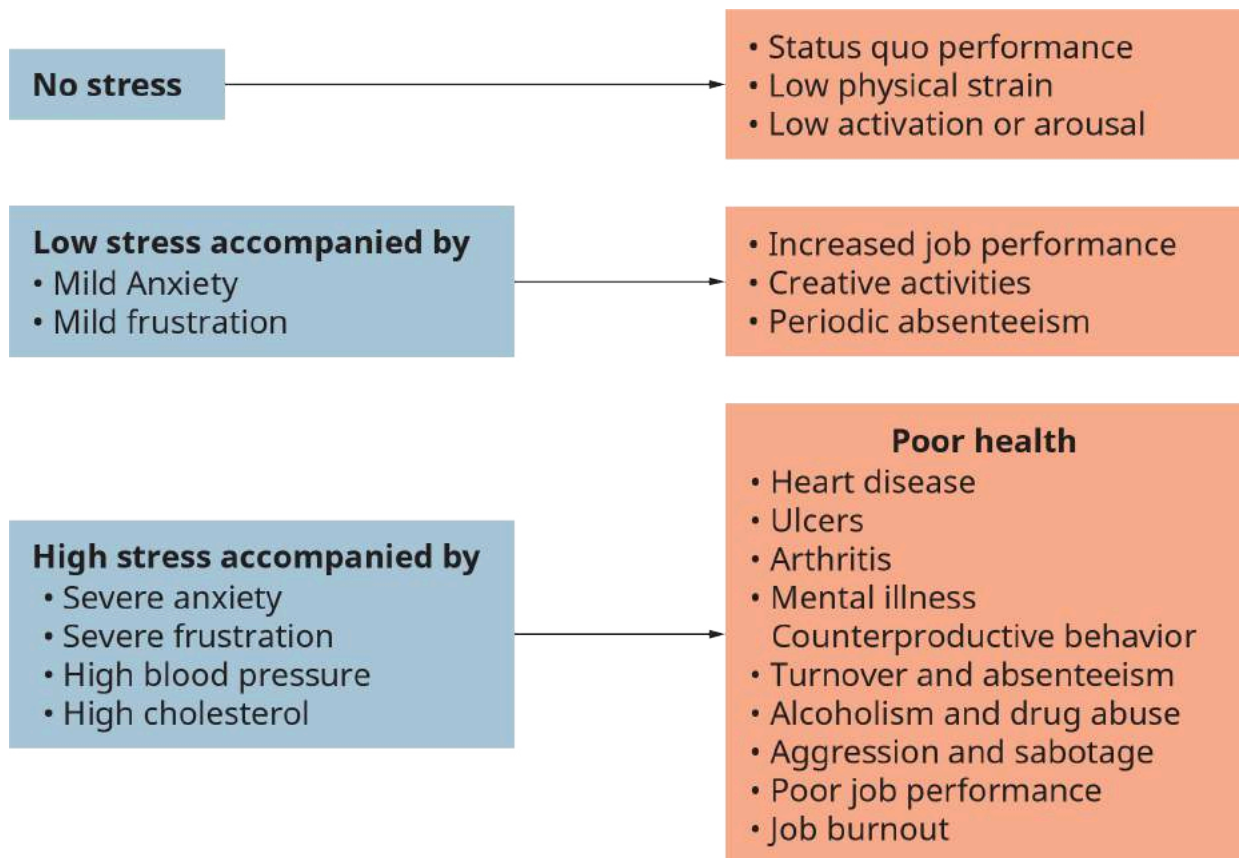 No stress
• Status quo performance
• Low physical strain
• Low activation or arousal
Low stress accompanied by
• Mild Anxiety
• Mild frustration
• Increased job performance
• Creative activities
• Periodic absenteeism
High stress accompanied by
• Severe anxiety
• Severe frustration
• High blood pressure
• High cholesterol
Poor health
• Heart disease
• Ulcers
• Arthritis
• Mental illness
Counterproductive behavior
• Turnover and absenteeism
• Alcoholism and drug abuse
• Aggression and sabotage
• Poor job performance
• Job burnout